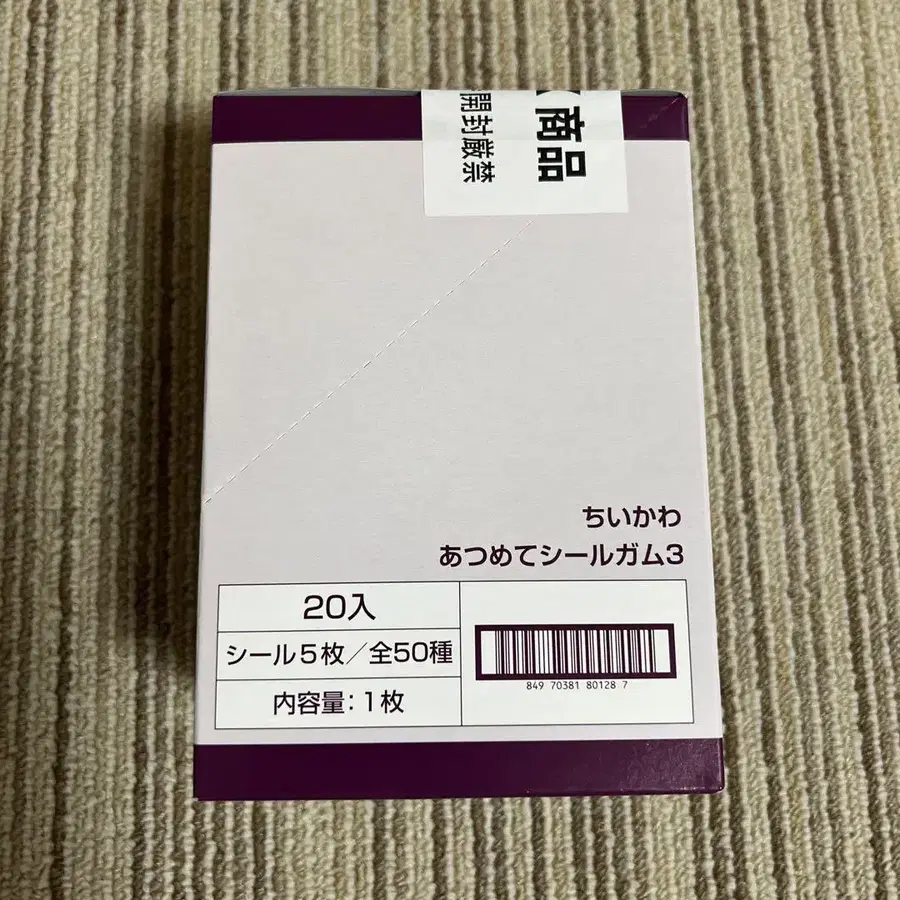 商品
開封厳禁
ちいかわ
あつめてシールガム3
20入
シール5枚／全50種
内容量：1枚
849 70381 80128 7